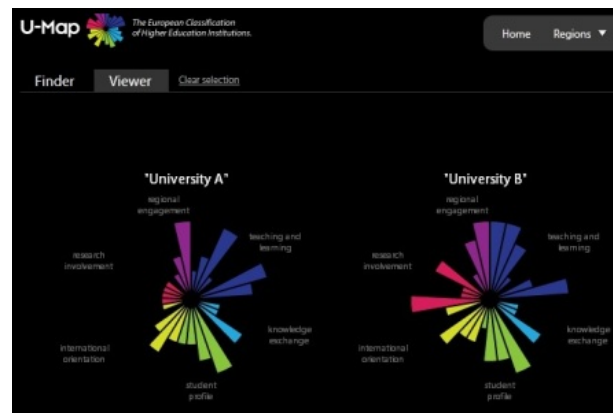 U-Map
The European Classification
of Higher Education Institutions.
Home Regions
Finder Viewer Clear selection
"University A"
regional
engagement
teaching and
learning
research
involvement
knowledge
exchange
international
orientation
student
profile
"University B"
regional
engagement
teaching and
learning
research
involvement
knowledge
exchange
international
orientation
student
profile